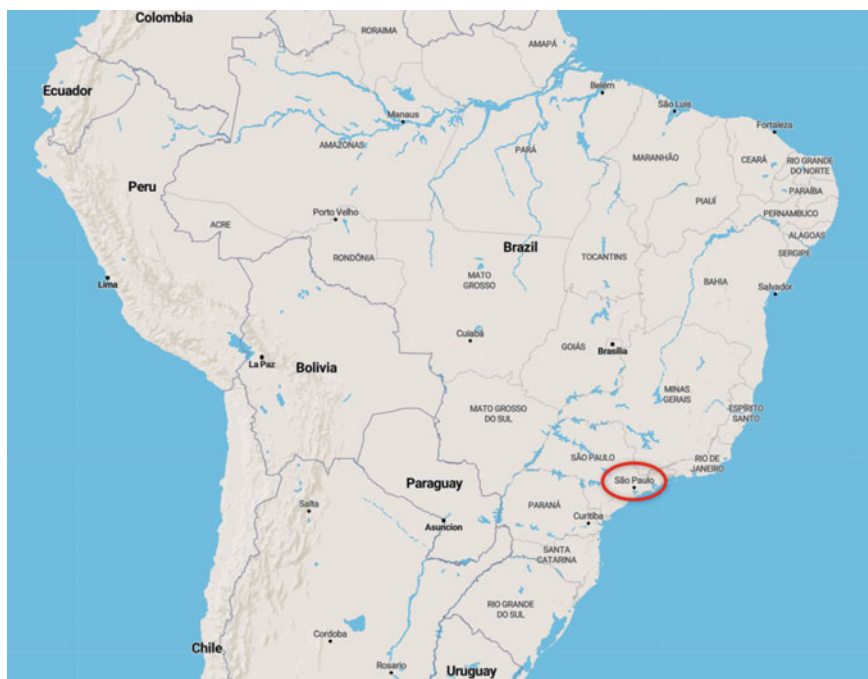 Colombia
RORAIMA
AMAPÁ
Ecuador
Belém
São Luís
Manaus
Fortaleza
AMAZONAS
PARÁ
MARANHÃO
CEARÁ
RIO GRANDE
DO NORTE
Peru
PARAÍBA
PIAUÍ
PERNAMBUCO
Porto Velho
ACRE
ALAGOAS
Brazil
SERGIPE
RONDÔNIA
TOCANTINS
MATO
GROSSO
BAHIA
Lima
Salvador
Cuiabá
GOIÁS
Brasília
La Paz
Bolivia
MINAS
GERAIS
MATO GROSSO
DO SUL
ESPÍRITO
SANTO
SÃO PAULO
RIO DE
JANEIRO
São Paulo
Paraguay
Salta
PARANÁ
Curitiba
Asuncion
SANTA
CATARINA
RIO GRANDE
DO SUL
Cordoba
Chile
Rosario
Uruguay